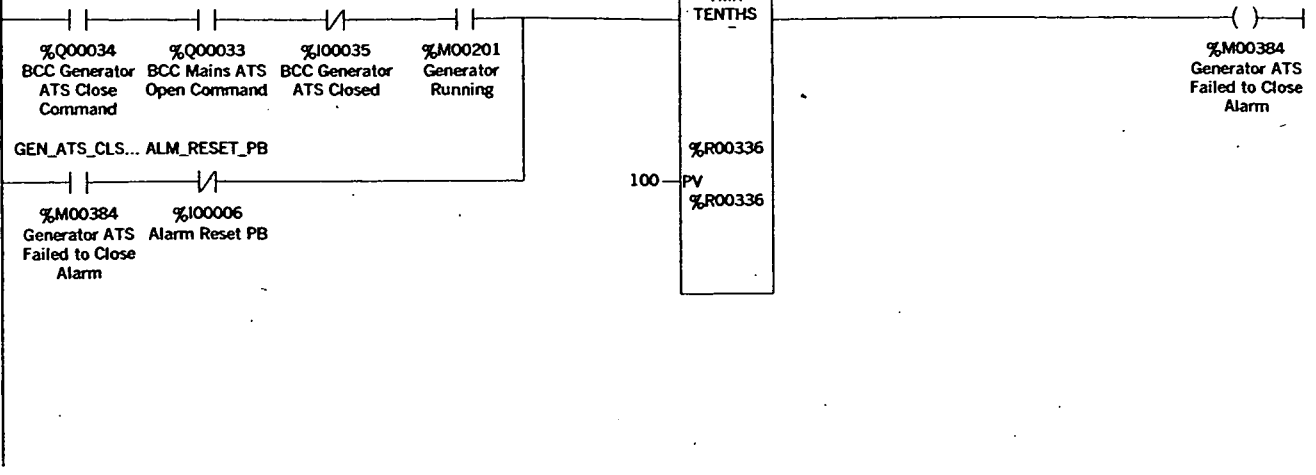 TENTHS
%Q00034 %Q00033 %I00035 %M00201 %M00384
BCC Generator BCC Mains ATS BCC Generator Generator Generator ATS
ATS Close Open Command ATS Closed Running Failed to Close
Command Alarm
GEN_ATS_CLS... ALM_RESET_PB %R00336
100 PV
%R00336
%M00384 %I00006
Generator ATS Alarm Reset PB
Failed to Close
Alarm